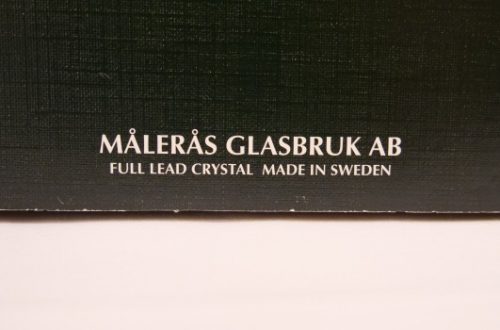 MÅLERÅS GLASBRUK AB
FULL LEAD CRYSTAL MADE IN SWEDEN